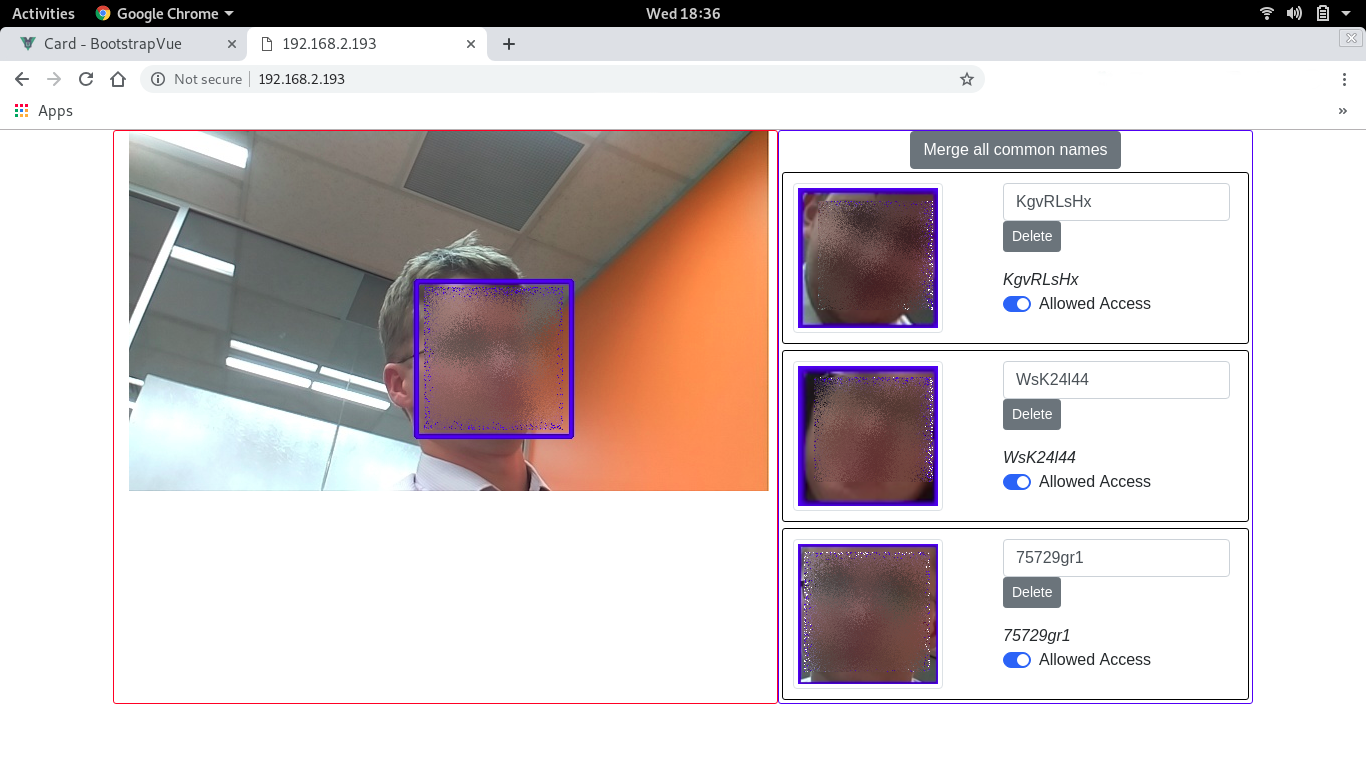 Activities Google Chrome Wed 18:36
Card - BootstrapVue 192.168.2.193
Not secure 192.168.2.193
Apps
Merge all common names
KgvRLsHx
Delete
KgvRLsHx
Allowed Access
WsK24l44
Delete
WsK24l44
Allowed Access
75729gr1
Delete
75729gr1
Allowed Access